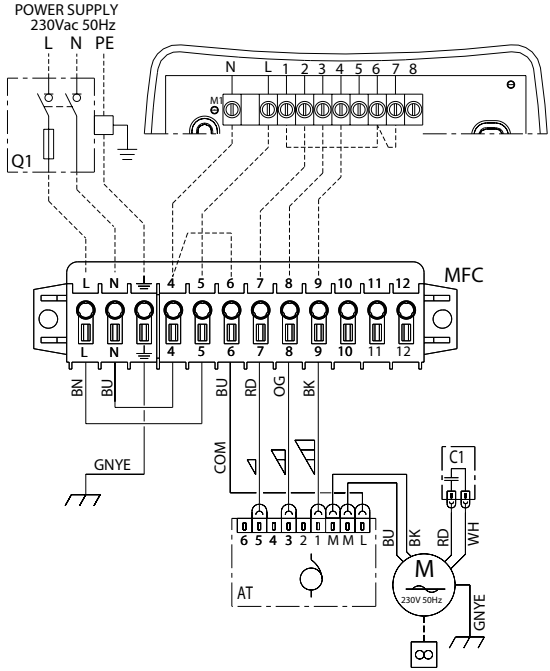 POWER SUPPLY
230Vac 50Hz
L N PE
Q1
N L 1 2 3 4 5 6 7 8
M1
MFC
L N 4 5 6 7 8 9 10 11 12
L N 4 5 6 7 8 9 10 11 12
BN BU BU RD OG BK
GNYE
COM
6 5 4 3 2 1 M M L
AT
C1
BU BK RD WH
M
230V 50Hz
GNYE